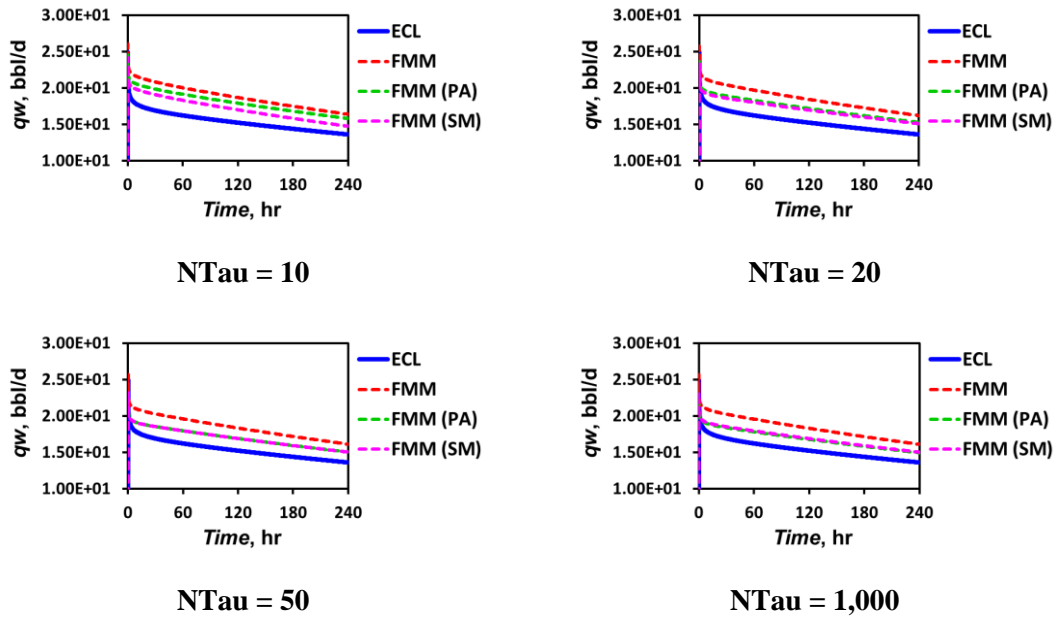 3.00E+01
2.50E+01
2.00E+01
1.50E+01
1.00E+01
qw, bbl/d
0 60 120 180 240
Time, hr
ECL
FMM
FMM (PA)
FMM (SM)
NTau = 10
3.00E+01
2.50E+01
2.00E+01
1.50E+01
1.00E+01
qw, bbl/d
0 60 120 180 240
Time, hr
ECL
FMM
FMM (PA)
FMM (SM)
NTau = 20
3.00E+01
2.50E+01
2.00E+01
1.50E+01
1.00E+01
qw, bbl/d
0 60 120 180 240
Time, hr
ECL
FMM
FMM (PA)
FMM (SM)
NTau = 50
3.00E+01
2.50E+01
2.00E+01
1.50E+01
1.00E+01
qw, bbl/d
0 60 120 180 240
Time, hr
ECL
FMM
FMM (PA)
FMM (SM)
NTau = 1,000